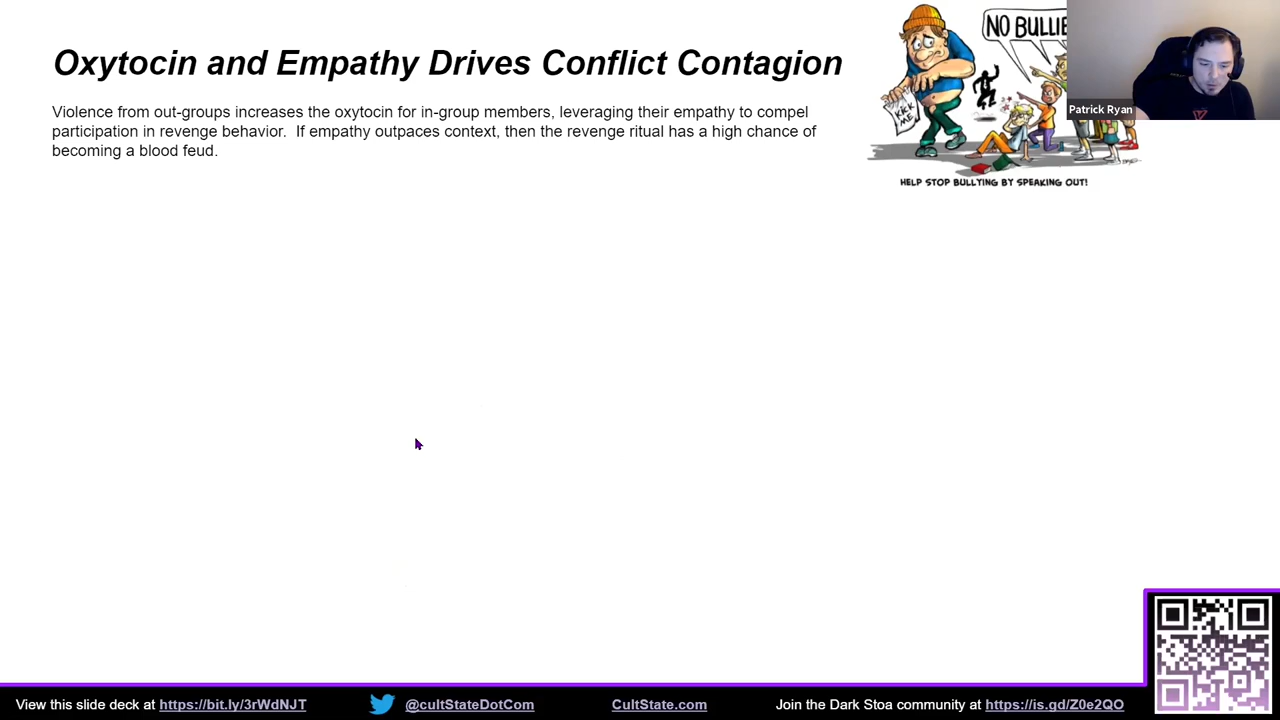 Oxytocin and Empathy Drives Conflict Contagion
Violence from out-groups increases the oxytocin for in-group members, leveraging their empathy to compel
participation in revenge behavior.  If empathy outpaces context, then the revenge ritual has a high chance of
becoming a blood feud.
NO BULLIE
KICK
ME
HELP STOP BULLYING BY SPEAKING OUT!
Patrick Ryan
View this slide deck at https://bit.ly/3rWdNJT
@cultStateDotCom
CultState.com
Join the Dark Stoa community at https://is.gd/Z0e2QO